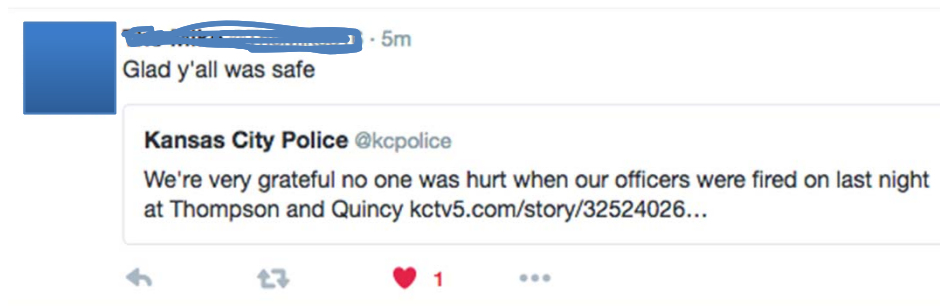 · 5m
Glad y'all was safe
Kansas City Police @kcpolice
We're very grateful no one was hurt when our officers were fired on last night
at Thompson and Quincy kctv5.com/story/32524026...
1